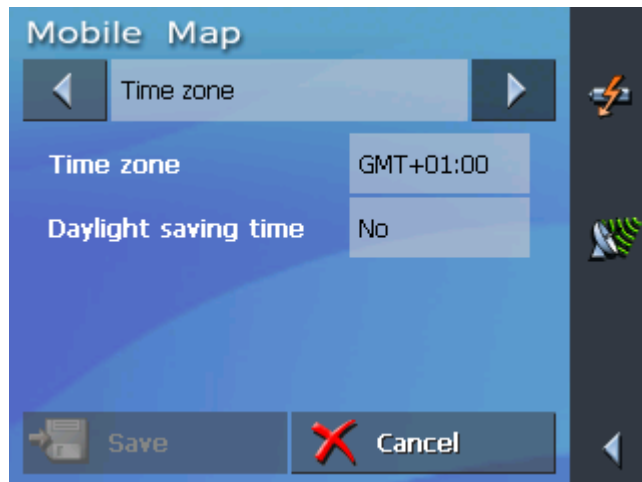 Mobile Map
Time zone
Time zone GMT+01:00
Daylight saving time No
Save Cancel